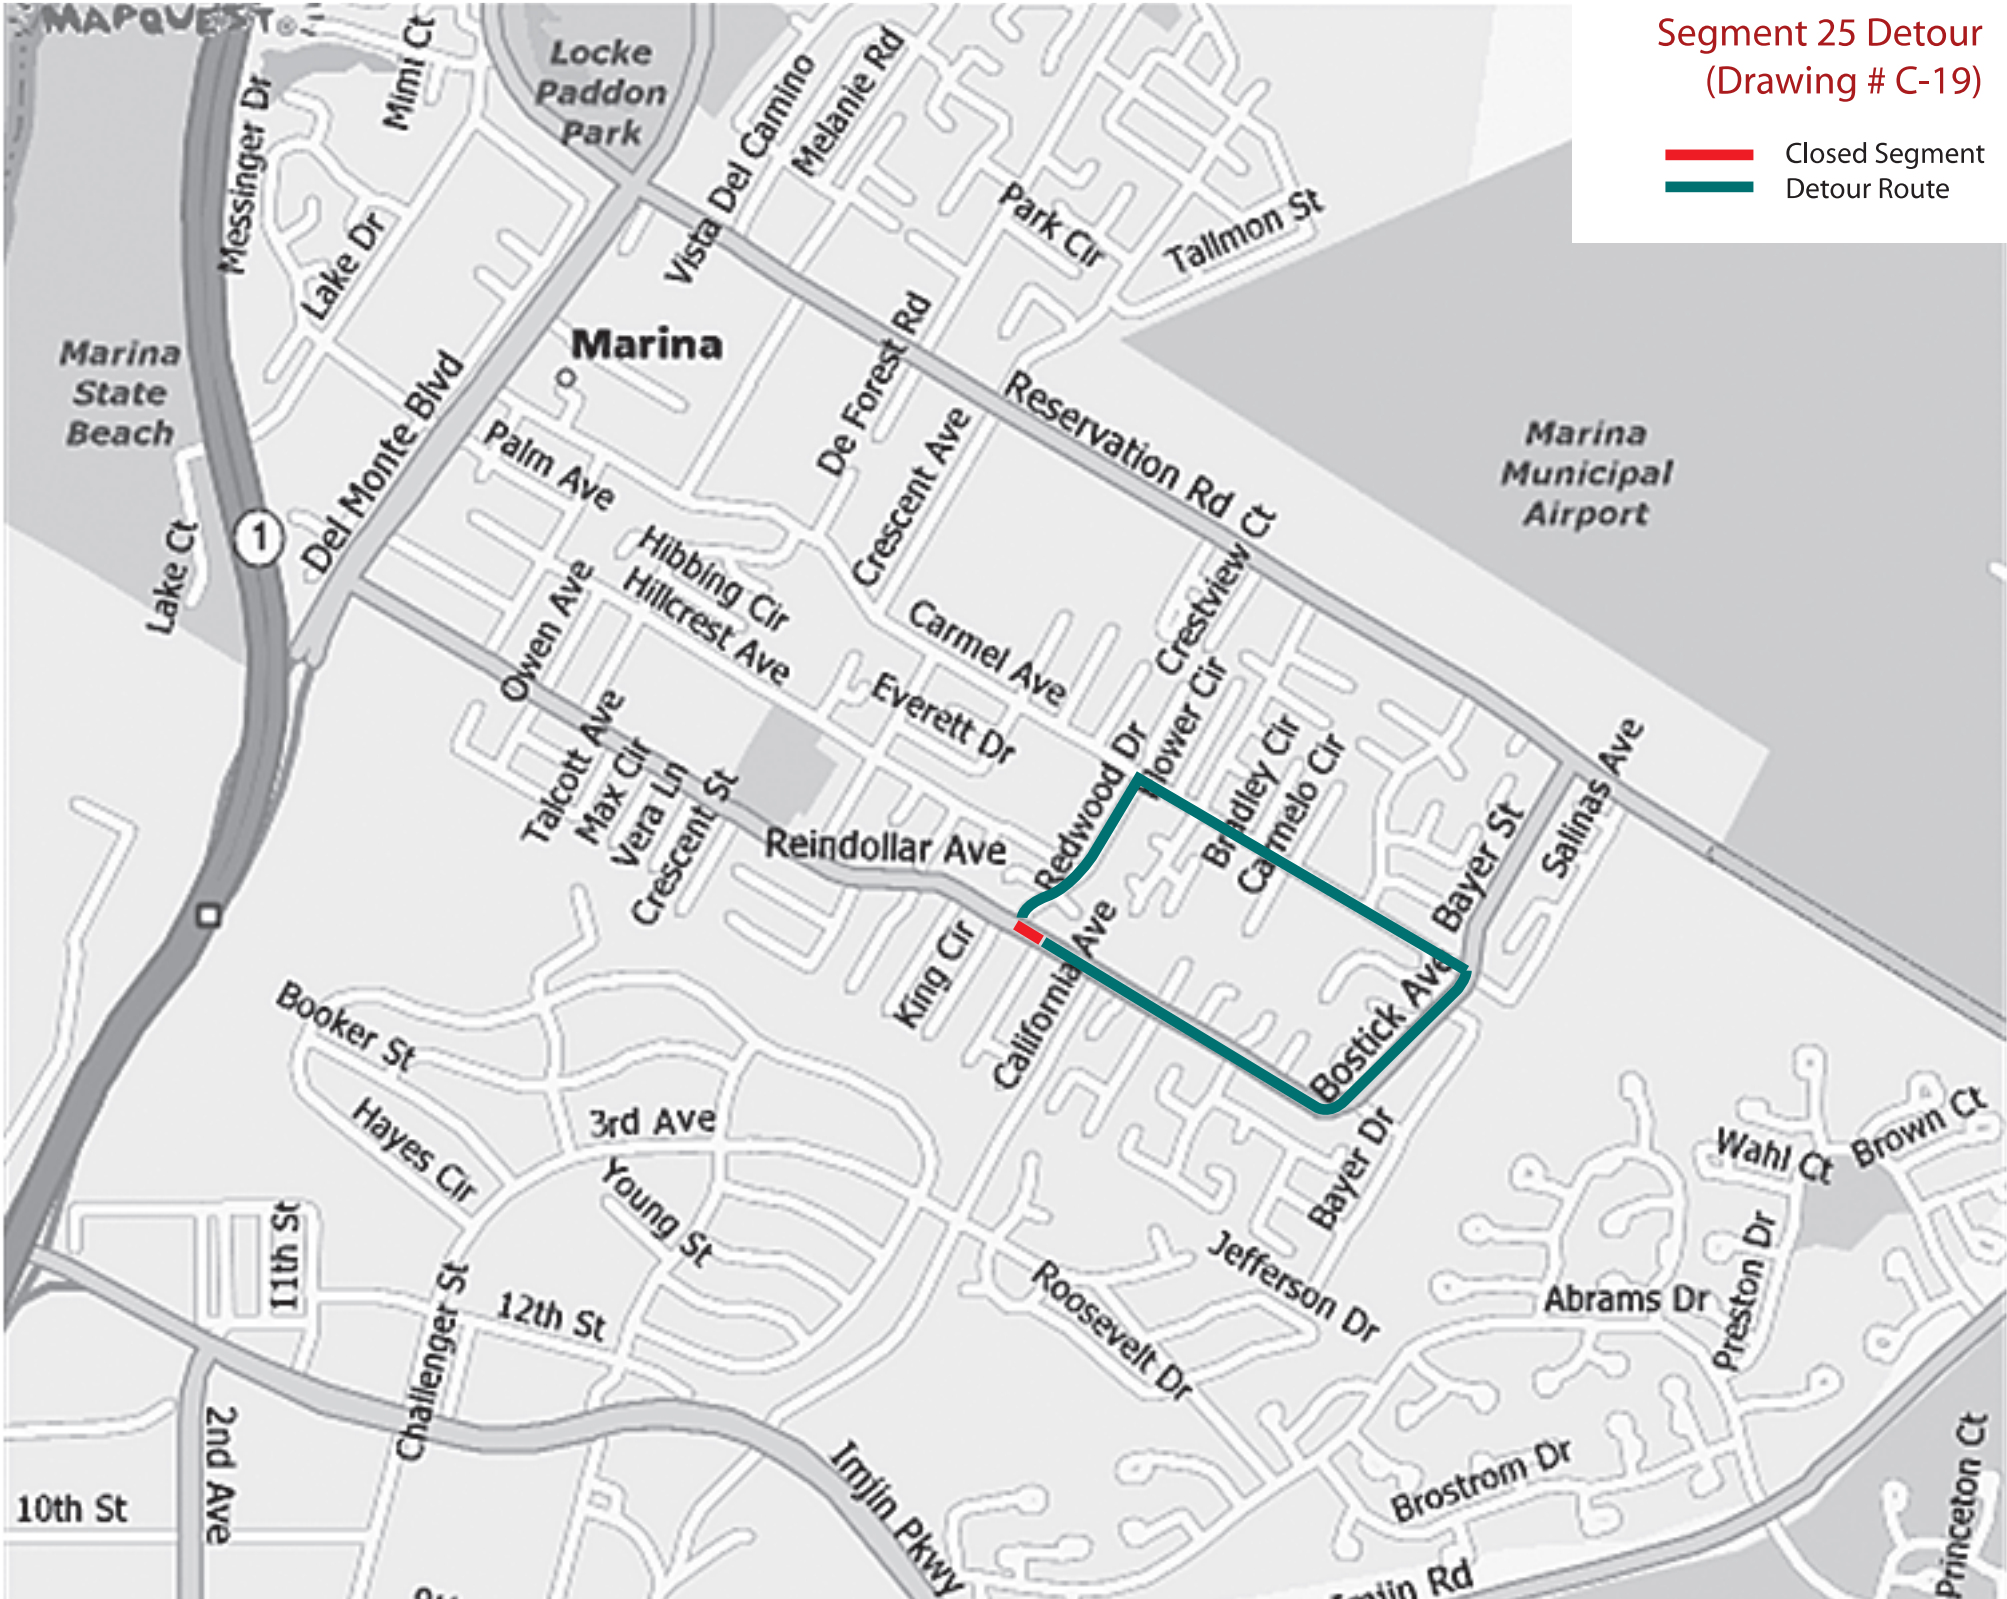 MAPQUEST®
Segment 25 Detour
(Drawing # C-19)
Closed Segment
Detour Route
Locke
Paddon
Park
Mimi Ct
Messinger Dr
Lake Dr
Vista Del Camino
Melanie Rd
Park Cir
Tallmon St
Marina
State
Beach
Marina
Del Monte Blvd
De Forest Rd
Crescent Ave
Reservation Rd
Ct
Marina
Municipal
Airport
1
Lake Ct
Palm Ave
Hibbing Cir
Hillcrest Ave
Owen Ave
Carmel Ave
Everett Dr
Crestview
Flower Cir
Redwood Dr
Bradley Cir
Carmelo Cir
Talcott Ave
Max Cir
Vera Ln
Crescent St
Reindollar Ave
Bayer St
Salinas Ave
King Cir
California Ave
Bostick Ave
Booker St
Hayes Cir
3rd Ave
Young St
Bayer Dr
Wahl Ct
Brown Ct
11th St
12th St
Challenger St
Jefferson Dr
Roosevelt Dr
Abrams Dr
Preston Dr
2nd Ave
10th St
Imjin Pkwy
Brostrom Dr
Imjin Rd
Princeton Ct